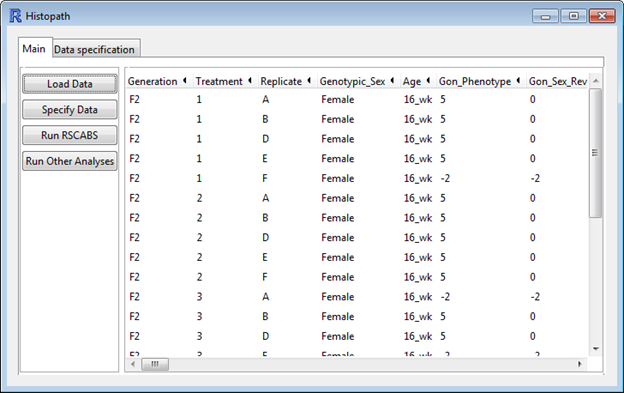 Histopath
Main Data specification
Load Data
Specify Data
Run RSCABS
Run Other Analyses
Generation Treatment Replicate Genotypic_Sex Age Gon_Phenotype Gon_Sex_Rev
F2 1 A Female 16_wk 5 0
F2 1 B Female 16_wk 5 0
F2 1 D Female 16_wk 5 0
F2 1 E Female 16_wk 5 0
F2 1 F Female 16_wk -2 -2
F2 2 A Female 16_wk 5 0
F2 2 B Female 16_wk 5 0
F2 2 D Female 16_wk 5 0
F2 2 E Female 16_wk 5 0
F2 2 F Female 16_wk 5 0
F2 3 A Female 16_wk -2 -2
F2 3 B Female 16_wk 5 0
F2 3 D Female 16_wk 5 0
F2 3 Female 16_wk -2 -2